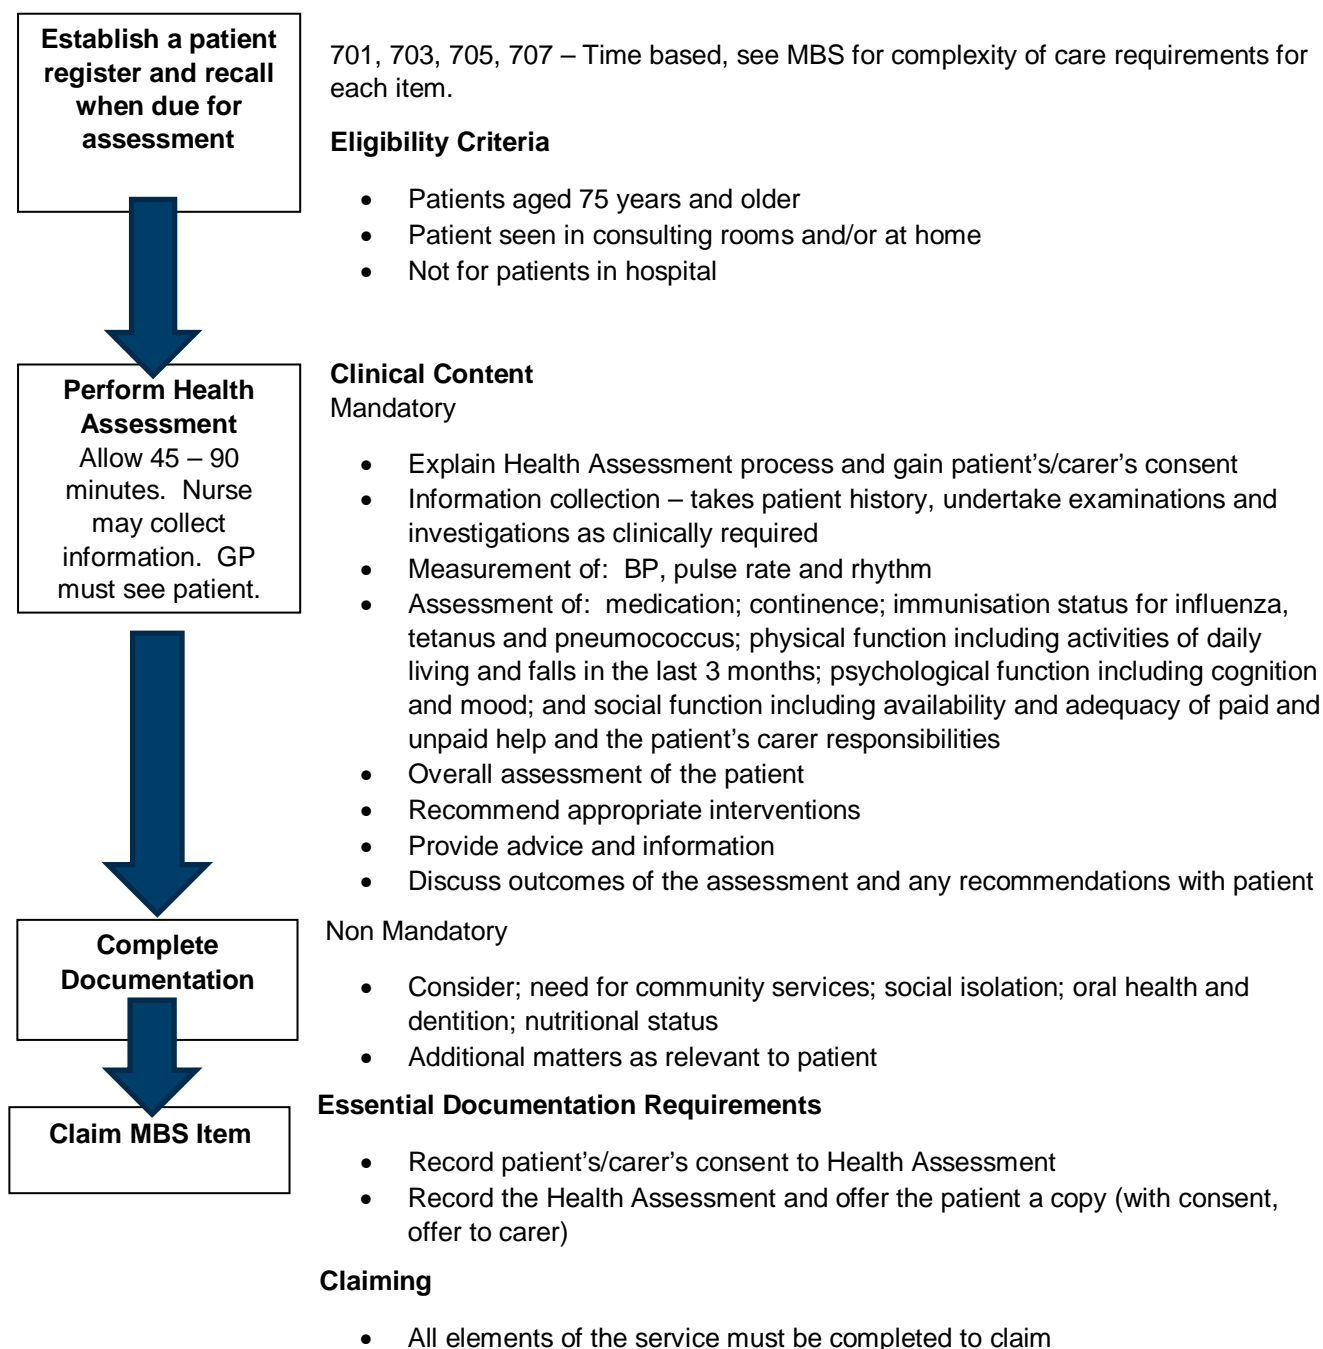 Establish a patient
register and recall
when due for
assessment
701, 703, 705, 707 – Time based, see MBS for complexity of care requirements for
each item.
Eligibility Criteria
• Patients aged 75 years and older
• Patient seen in consulting rooms and/or at home
• Not for patients in hospital
Perform Health
Assessment
Allow 45 – 90
minutes. Nurse
may collect
information. GP
must see patient.
Clinical Content
Mandatory
• Explain Health Assessment process and gain patient’s/carer’s consent
• Information collection – takes patient history, undertake examinations and
investigations as clinically required
• Measurement of: BP, pulse rate and rhythm
• Assessment of: medication; continence; immunisation status for influenza,
tetanus and pneumococcus; physical function including activities of daily
living and falls in the last 3 months; psychological function including cognition
and mood; and social function including availability and adequacy of paid and
unpaid help and the patient’s carer responsibilities
• Overall assessment of the patient
• Recommend appropriate interventions
• Provide advice and information
• Discuss outcomes of the assessment and any recommendations with patient
Complete
Documentation
Non Mandatory
• Consider; need for community services; social isolation; oral health and
dentition; nutritional status
• Additional matters as relevant to patient
Claim MBS Item
Essential Documentation Requirements
• Record patient’s/carer’s consent to Health Assessment
• Record the Health Assessment and offer the patient a copy (with consent,
offer to carer)
Claiming
• All elements of the service must be completed to claim